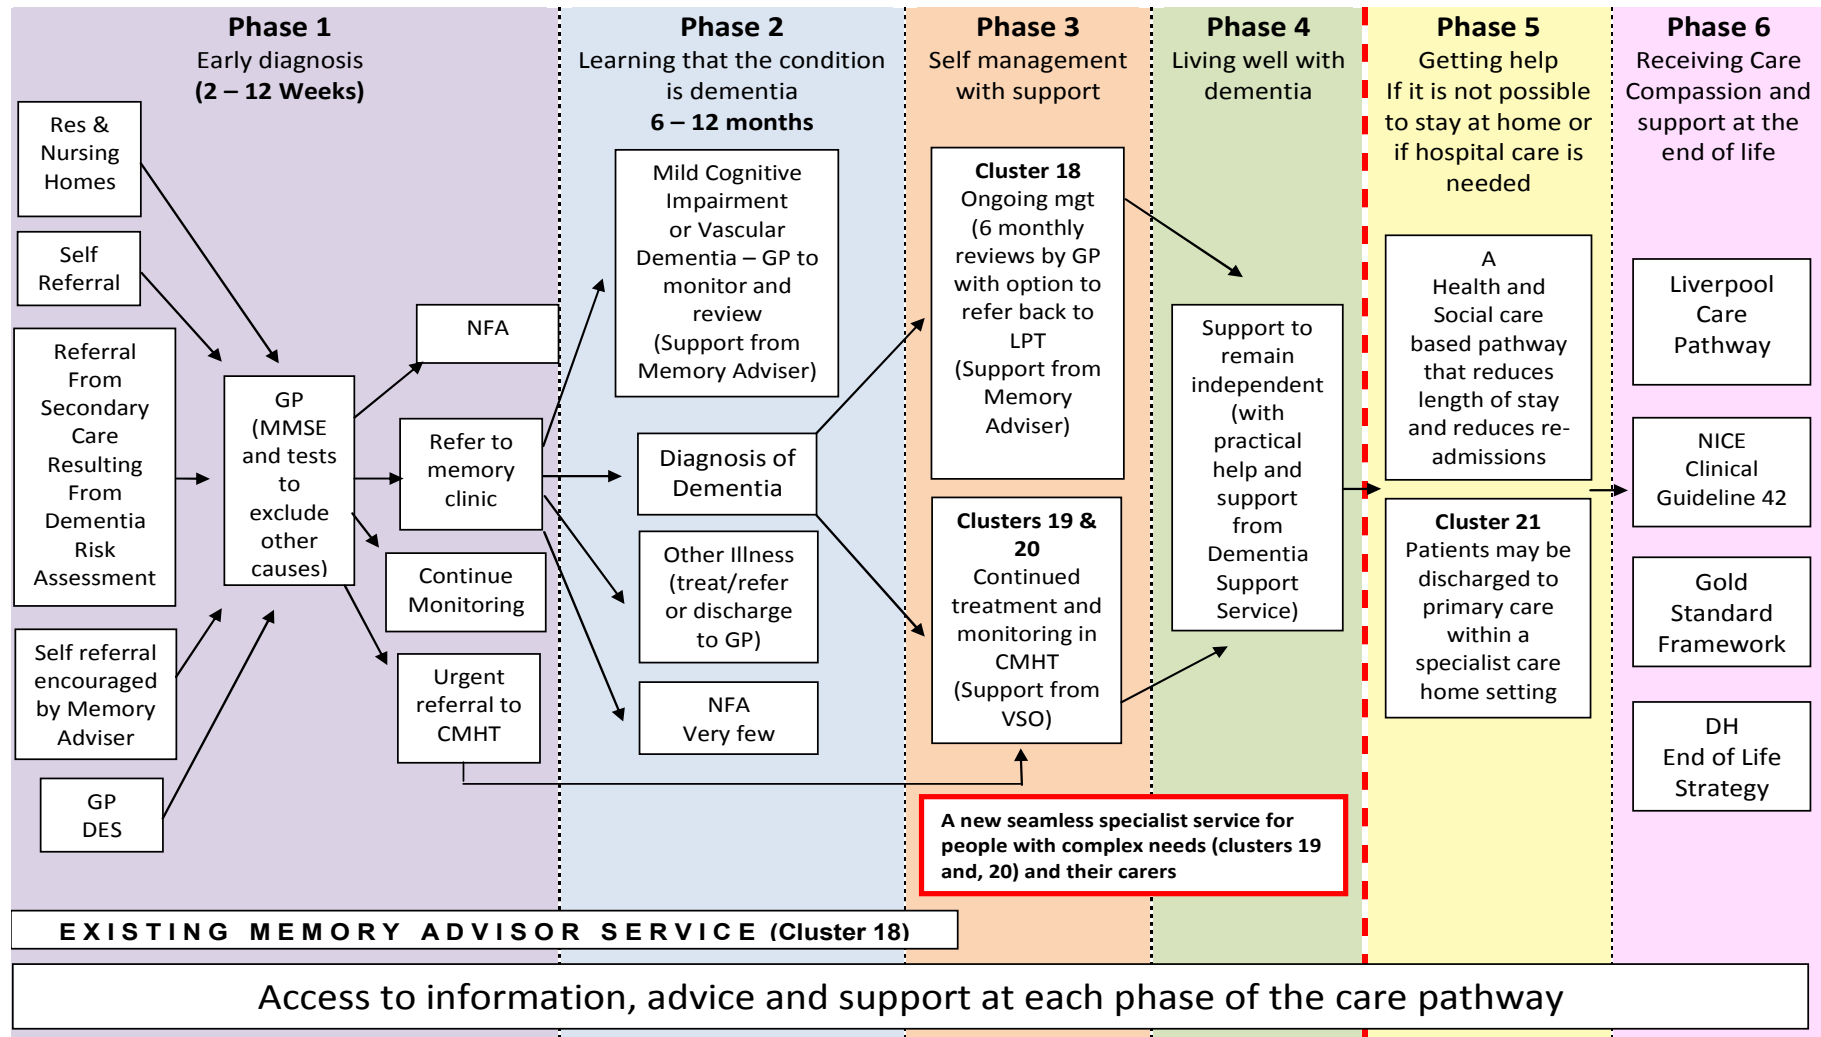 Phase 1
Early diagnosis
(2 – 12 Weeks)
Res &
Nursing
Homes
Self
Referral
Referral
From
Secondary
Care
Resulting
From
Dementia
Risk
Assessment
Self referral
encouraged
by Memory
Adviser
GP
DES
GP
(MMSE
and tests
to
exclude
other
causes)
NFA
Refer to
memory
clinic
Continue
Monitoring
Urgent
referral to
CMHT
Phase 2
Learning that the condition
is dementia
6 – 12 months
Mild Cognitive
Impairment
or Vascular
Dementia – GP to
monitor and
review
(Support from
Memory Adviser)
Diagnosis of
Dementia
Other Illness
(treat/refer
or discharge
to GP)
NFA
Very few
Phase 3
Self management
with support
Cluster 18
Ongoing mgt
(6 monthly
reviews by GP
with option to
refer back to
LPT
(Support from
Memory
Adviser)
Clusters 19 &
20
Continued
treatment and
monitoring in
CMHT
(Support from
VSO)
Phase 4
Living well with
dementia
Support to
remain
independent
(with
practical
help and
support
from
Dementia
Support
Service)
A new seamless specialist service for
people with complex needs (clusters 19
and, 20) and their carers
Phase 5
Getting help
If it is not possible
to stay at home or
if hospital care is
needed
A
Health and
Social care
based pathway
that reduces
length of stay
and reduces re-
admissions
Cluster 21
Patients may be
discharged to
primary care
within a
specialist care
home setting
Phase 6
Receiving Care
Compassion and
support at the
end of life
Liverpool
Care
Pathway
NICE
Clinical
Guideline 42
Gold
Standard
Framework
DH
End of Life
Strategy
EXISTING MEMORY ADVISOR SERVICE (Cluster 18)
Access to information, advice and support at each phase of the care pathway